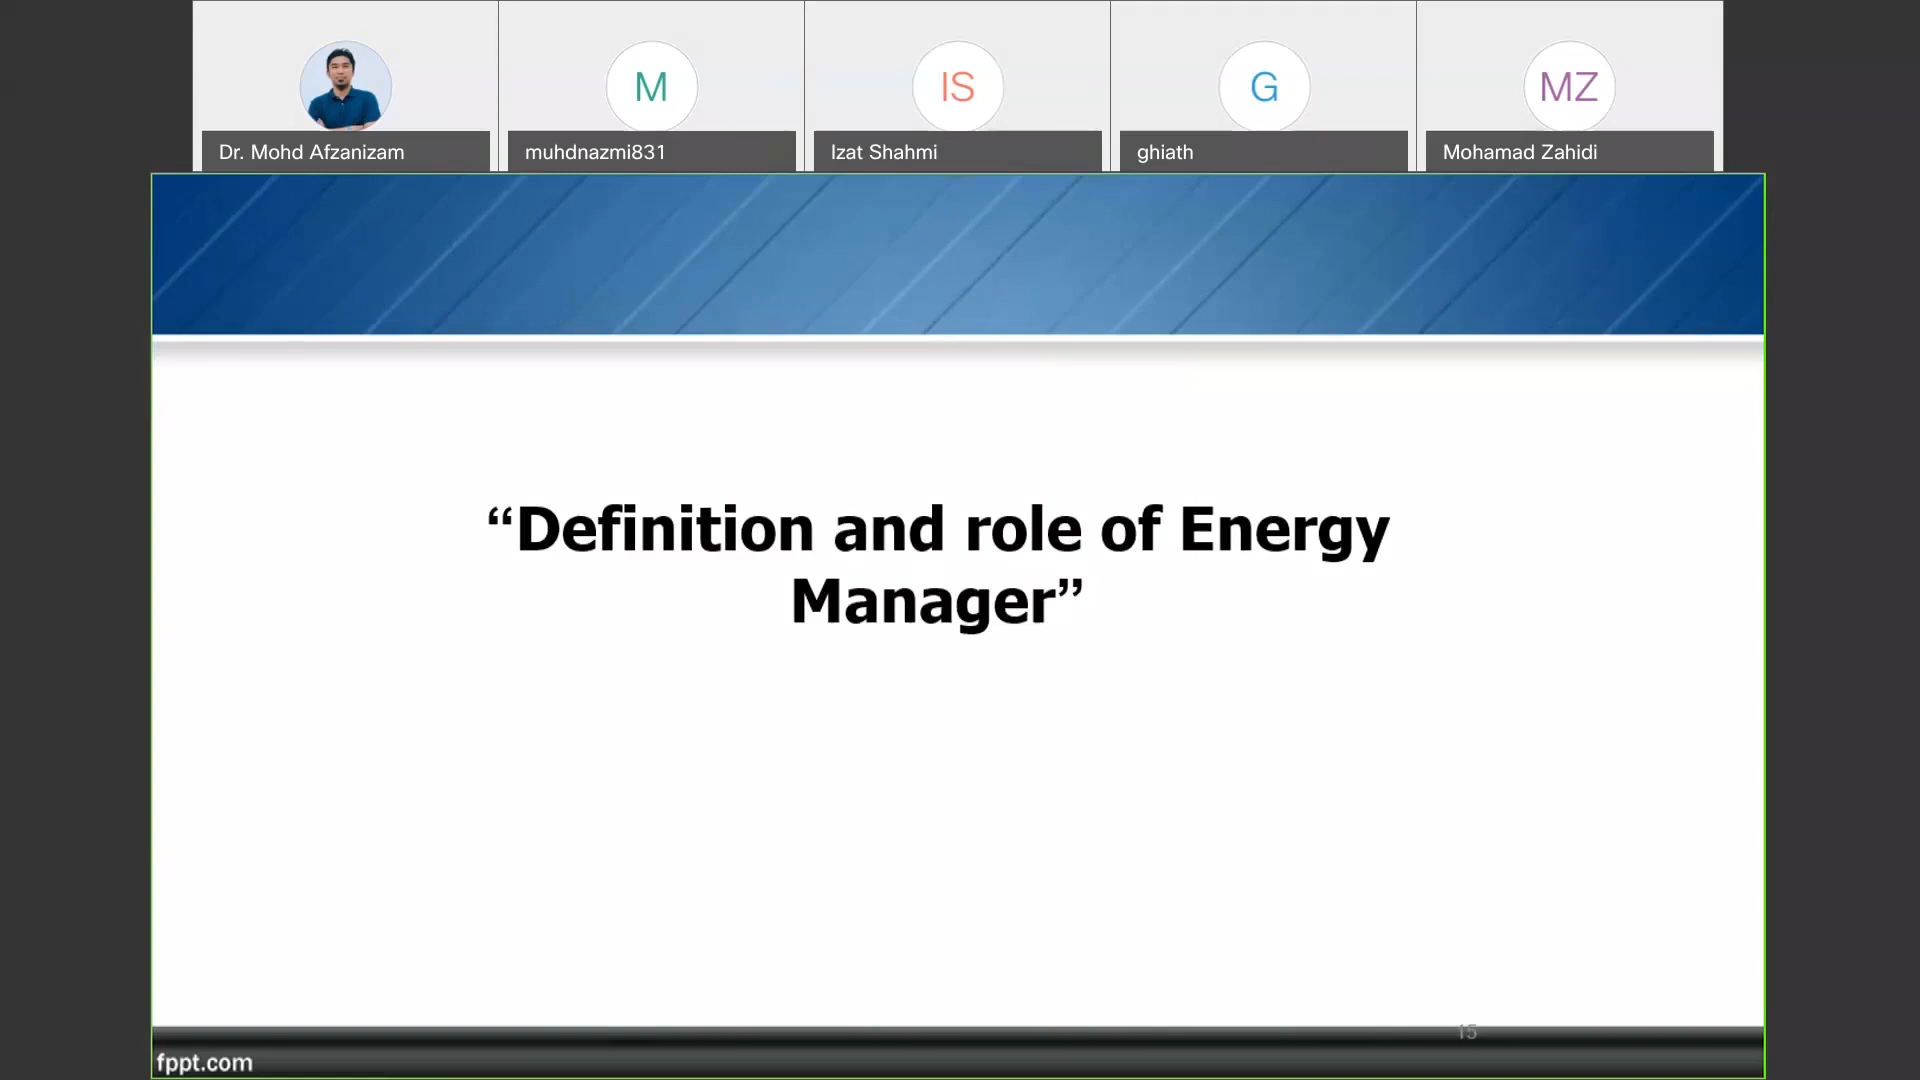 M
IS
G
MZ
Dr. Mohd Afzanizam
muhdnazmi831
Izat Shahmi
ghiath
Mohamad Zahidi
“Definition and role of Energy
Manager”
15
fppt.com